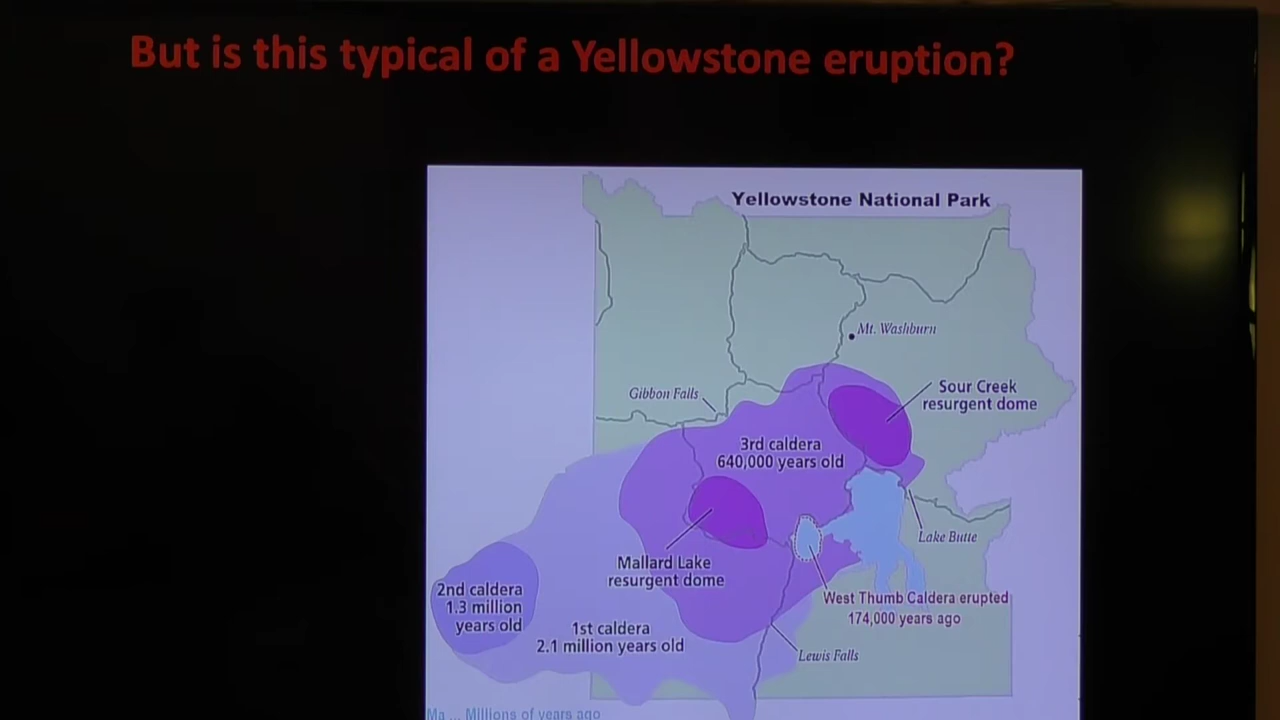 But is this typical of a Yellowstone eruption?
Yellowstone National Park
Mt. Washburn
Sour Creek
resurgent dome
Gibbon Falls
3rd caldera
640,000 years old
Lake Butte
Mallard Lake
resurgent dome
2nd caldera
1.3 million
years old
West Thumb Caldera erupted
174,000 years ago
1st caldera
2.1 million years old
Lewis Falls
Ma ... Millions of years ago